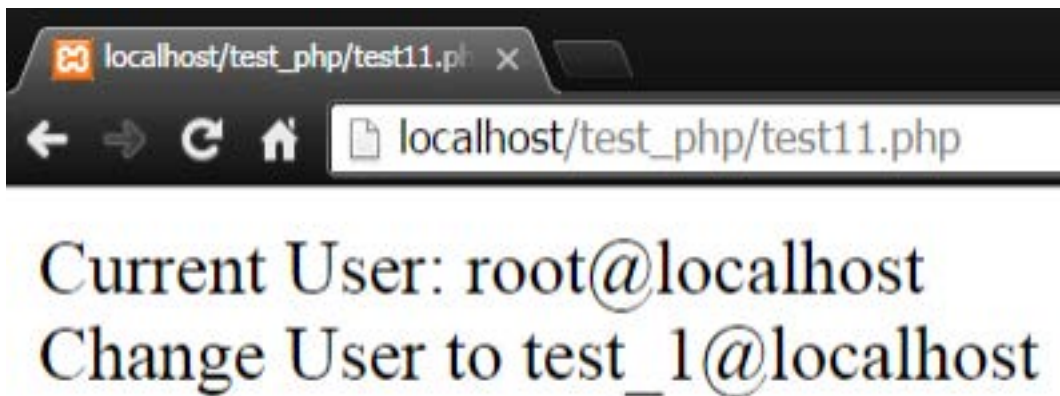 localhost/test_php/test11.ph
localhost/test_php/test11.php
Current User: root@localhost
Change User to test_1@localhost